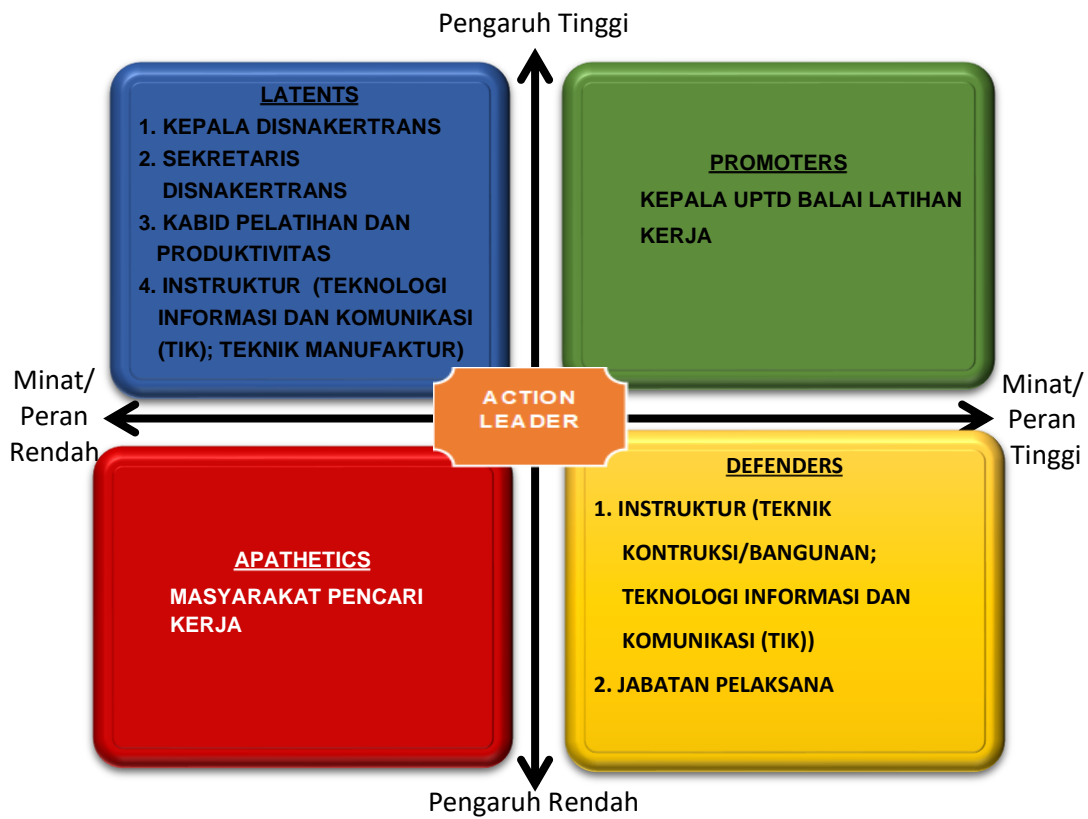 Pengaruh Tinggi
LATENTS
1. KEPALA DISNAKERTRANS
2. SEKRETARIS
DISNAKERTRANS
3. KABID PELATIHAN DAN
PRODUKTIVITAS
4. INSTRUKTUR (TEKNOLOGI
INFORMASI DAN KOMUNIKASI
(TIK); TEKNIK MANUFAKTUR)
PROMOTERS
KEPALA UPTD BALAI LATIHAN
KERJA
Minat/
Peran
Rendah
ACTION
LEADER
Minat/
Peran
Tinggi
APATHETICS
MASYARAKAT PENCARI
KERJA
DEFENDERS
1. INSTRUKTUR (TEKNIK
KONTRUKSI/BANGUNAN;
TEKNOLOGI INFORMASI DAN
KOMUNIKASI (TIK))
2. JABATAN PELAKSANA
Pengaruh Rendah